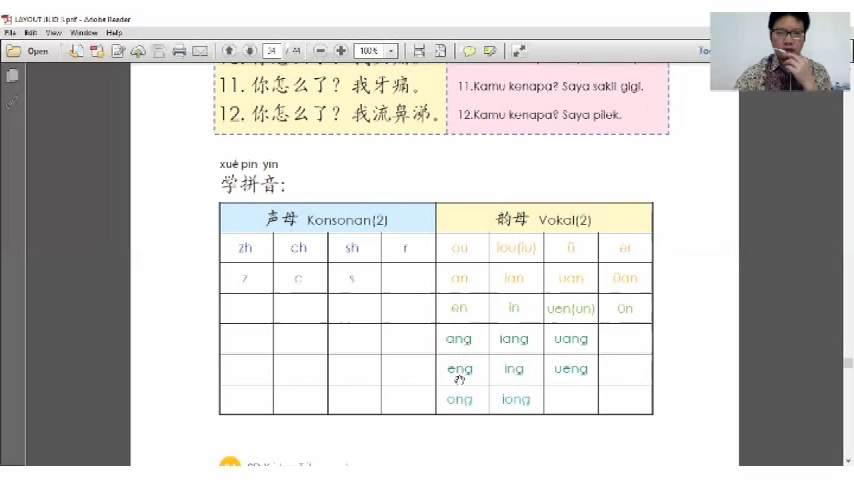 LAYOUT JILID 3.pdf - Adobe Reader
File Edit View Window Help
Open 34 / 44 100%
11. 你怎么了？我牙痛。 11.Kamu kenapa? Saya sakit gigi.
12. 你怎么了？我流鼻涕。 12.Kamu kenapa? Saya pilek.
xué pīn yīn
学拼音:
声母 Konsonan(2) 韵母 Vokal(2)
zh ch sh r ou iou(iu) ü er
z c s an ian uan üan
en in uen(un) ün
ang iang uang
eng ing ueng
ong iong